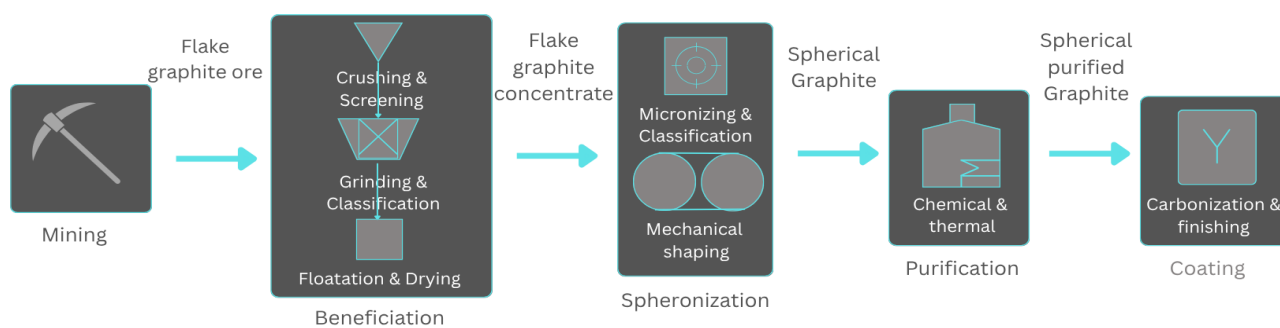 Mining
Flake
graphite ore
Crushing &
Screening
Grinding &
Classification
Floatation & Drying
Beneficiation
Flake
graphite
concentrate
Micronizing &
Classification
Mechanical
shaping
Spheronization
Spherical
Graphite
Chemical &
thermal
Purification
Spherical
purified
Graphite
Carbonization &
finishing
Coating